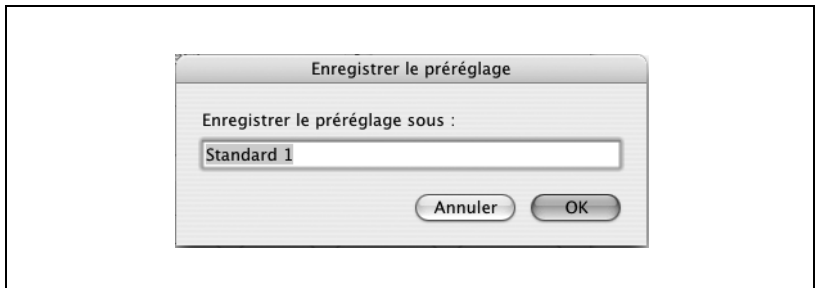 Enregistrer le préréglage
Enregistrer le préréglage sous :
Standard 1
Annuler OK